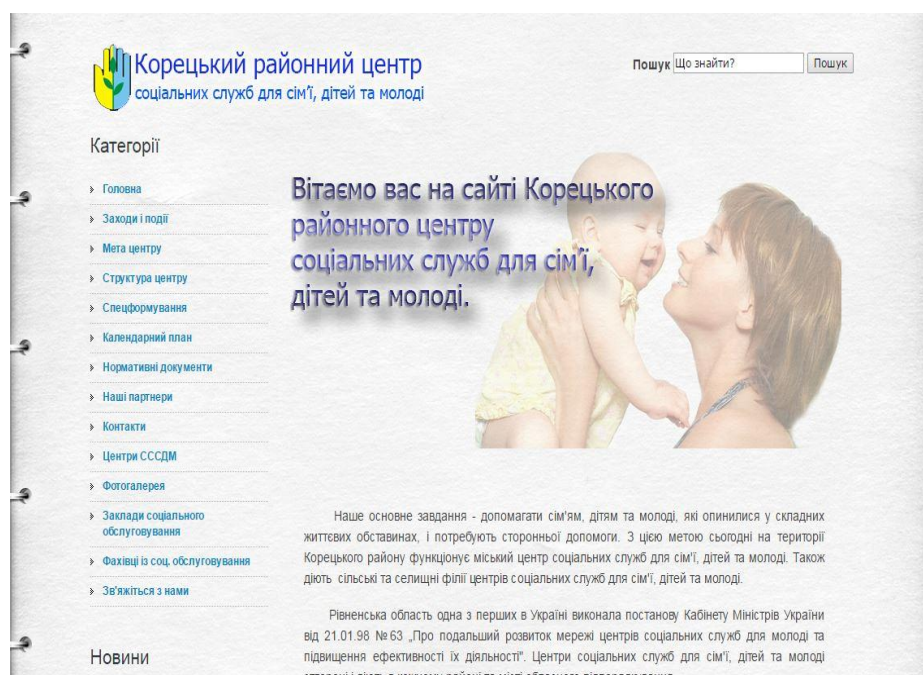 Корецький районний центр
соціальних служб для сім'ї, дітей та молоді
Пошук Що знайти? Пошук
Категорії
Головна
Заходи і події
Мета центру
Структура центру
Спецформування
Календарний план
Нормативні документи
Наші партнери
Контакти
Центри СССДМ
Фотогалерея
Заклади соціального
обслуговування
Фахівці із соц. обслуговування
Зв'яжіться з нами
Новини
Вітаємо вас на сайті Корецького
районного центру
соціальних служб для сім'ї,
дітей та молоді.
Наше основне завдання - допомагати сім'ям, дітям та молоді, які опинилися у складних
життєвих обставинах, і потребують сторонньої допомоги. З цією метою сьогодні на території
Корецького району функціонує міський центр соціальних служб для сім'ї, дітей та молоді. Також
діють сільські та селищні філії центрів соціальних служб для сім'ї, дітей та молоді.
Рівненська область одна з перших в Україні виконала постанову Кабінету Міністрів України
від 21.01.98 № 63 „Про подальший розвиток мережі центрів соціальних служб для молоді та
підвищення ефективності їх діяльності". Центри соціальних служб для сім'ї, дітей та молоді